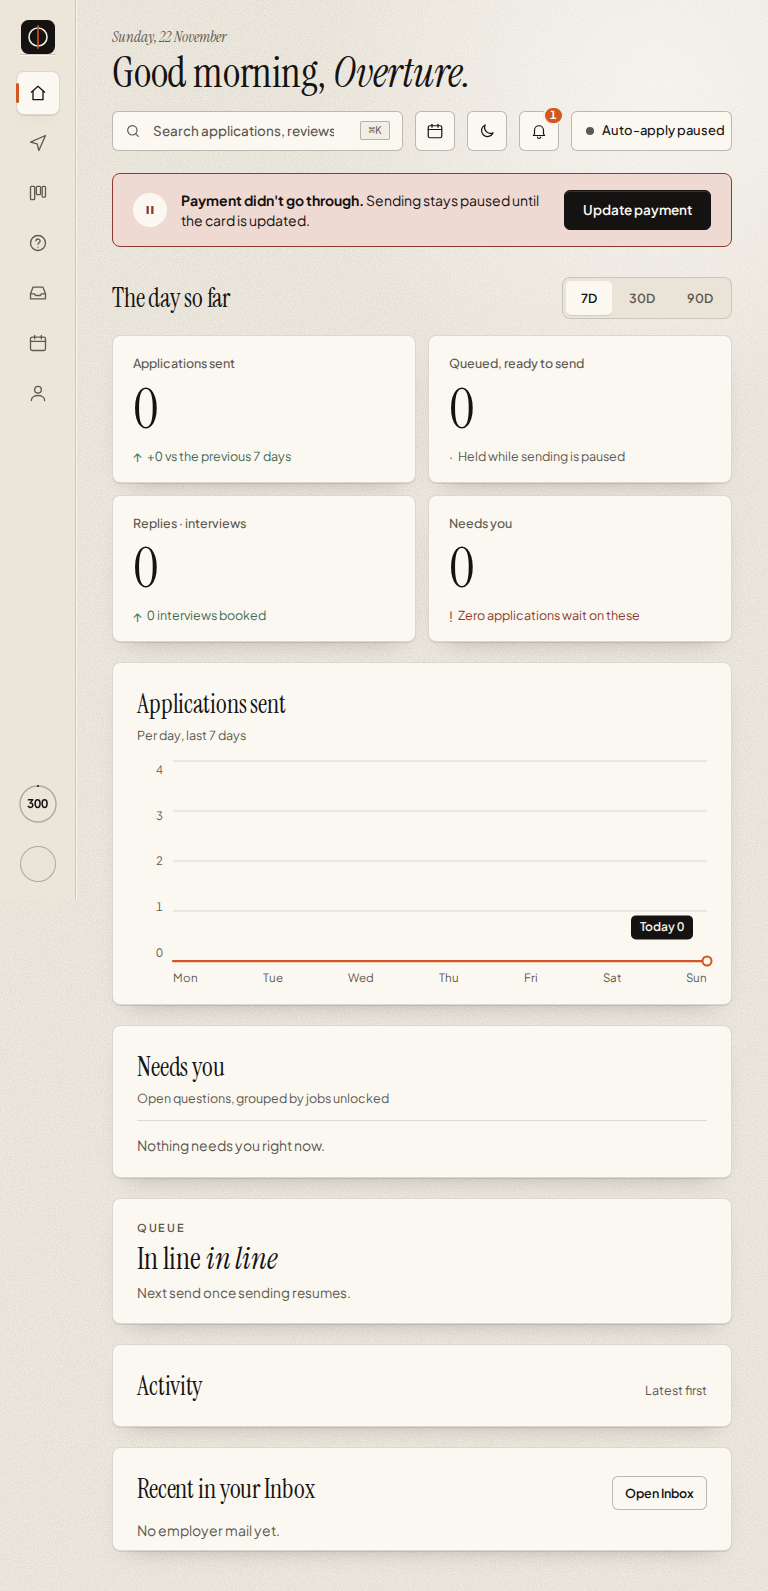 Sunday, 22 November
Good morning, Overture.
Search applications, reviews
⌘K
1
Auto-apply paused
Payment didn't go through. Sending stays paused until
the card is updated.
Update payment
The day so far
7D
30D
90D
Applications sent
0
↑ +0 vs the previous 7 days
Queued, ready to send
0
· Held while sending is paused
Replies · interviews
0
↑ 0 interviews booked
Needs you
0
! Zero applications wait on these
Applications sent
Per day, last 7 days
4
3
2
1
0
Today 0
Mon Tue Wed Thu Fri Sat Sun
300
Needs you
Open questions, grouped by jobs unlocked
Nothing needs you right now.
QUEUE
In line in line
Next send once sending resumes.
Activity
Latest first
Recent in your Inbox
Open Inbox
No employer mail yet.